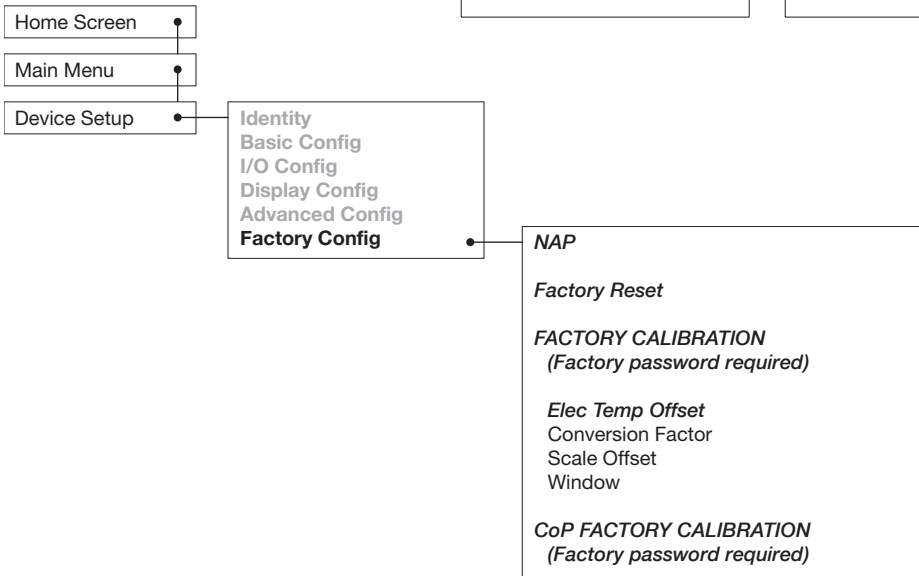 Home Screen
Main Menu
Device Setup
Identity
Basic Config
I/O Config
Display Config
Advanced Config
Factory Config
NAP
Factory Reset
FACTORY CALIBRATION
(Factory password required)
Elec Temp Offset
Conversion Factor
Scale Offset
Window
CoP FACTORY CALIBRATION
(Factory password required)